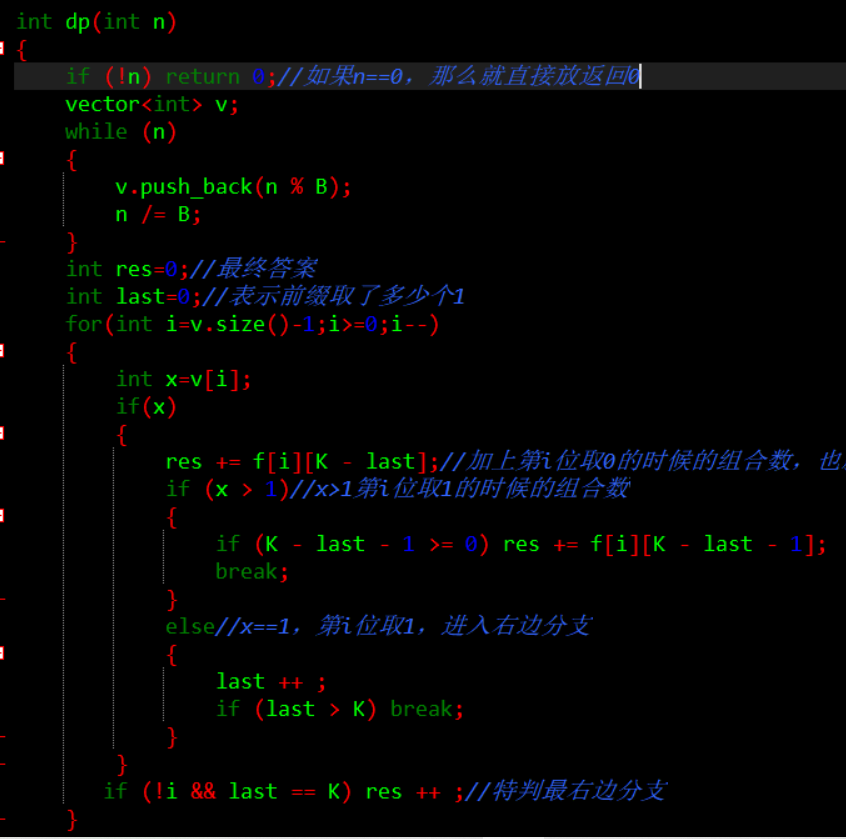 int dp(int n)
{
if (!n) return 0;//如果n==0, 那么就直接放返回0
vector<int> v;
while (n)
{
v.push_back(n % B);
n /= B;
}
int res=0;//最终答案
int last=0;//表示前缀取了多少个1
for(int i=v.size()-1;i>=0;i--)
{
int x=v[i];
if(x)
{
res += f[i][K - last];//加上第i位取0的时候的组合数, 也
if (x > 1)//x>1第i位取1的时候的组合数
{
if (K - last - 1 >= 0) res += f[i][K - last - 1];
break;
}
else//x==1, 第i位取1, 进入右边分支
{
last ++ ;
if (last > K) break;
}
}
if (!i && last == K) res ++ ;//特判最右边分支
}